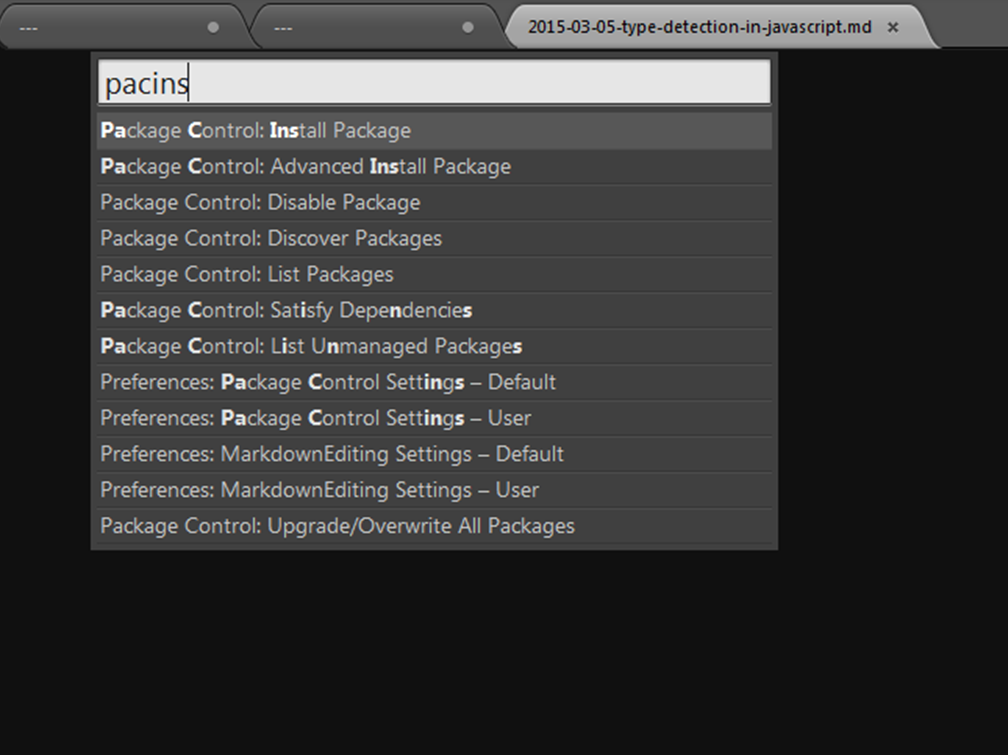 ---
---
2015-03-05-type-detection-in-javascript.md
pacins
Package Control: Install Package
Package Control: Advanced Install Package
Package Control: Disable Package
Package Control: Discover Packages
Package Control: List Packages
Package Control: Satisfy Dependencies
Package Control: List Unmanaged Packages
Preferences: Package Control Settings – Default
Preferences: Package Control Settings – User
Preferences: MarkdownEditing Settings – Default
Preferences: MarkdownEditing Settings – User
Package Control: Upgrade/Overwrite All Packages